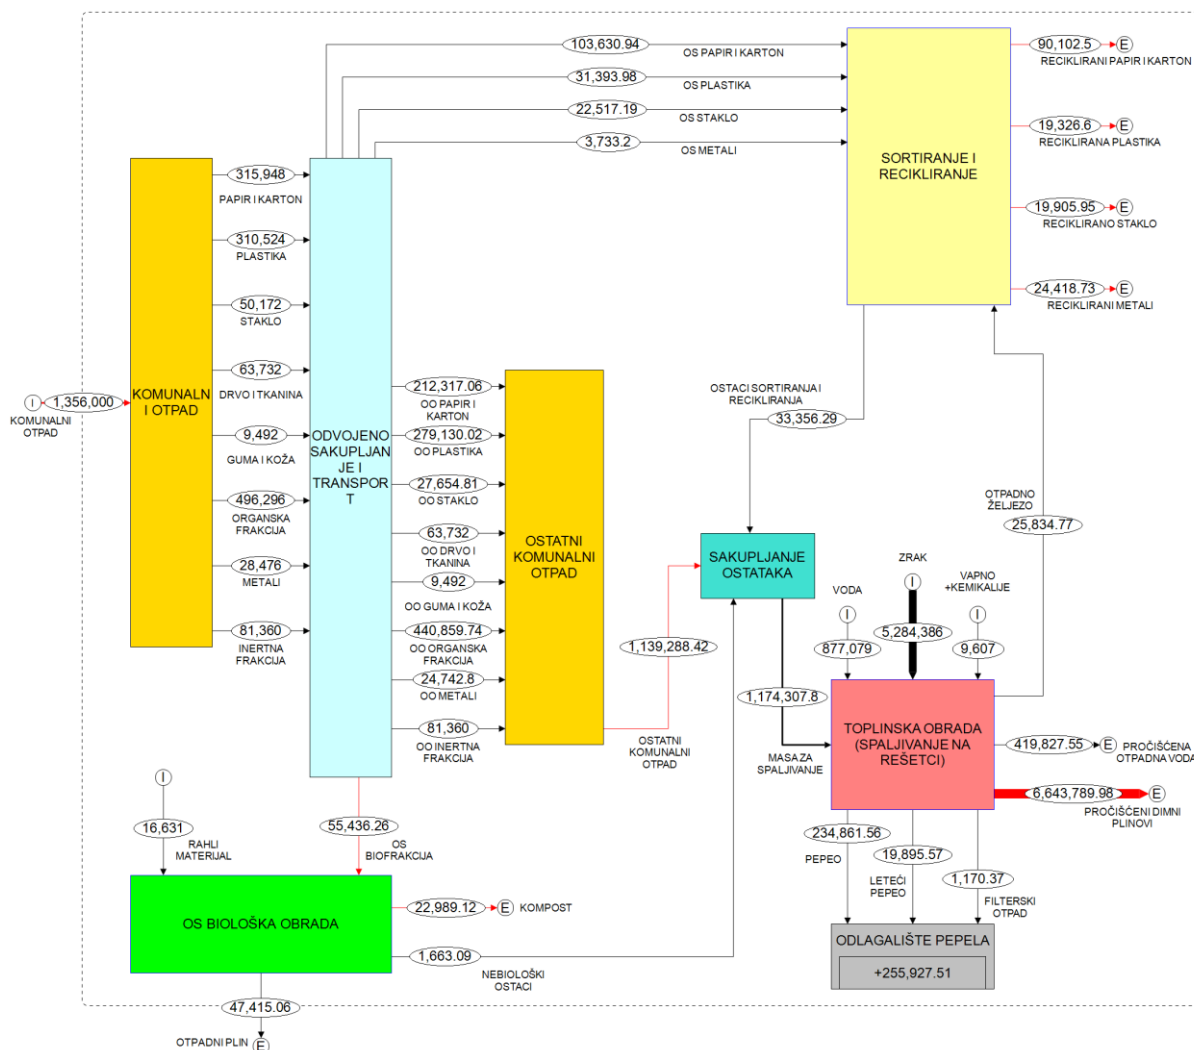 103,630.94
OS PAPIR I KARTON
31,393.98
OS PLASTIKA
22,517.19
OS STAKLO
3,733.2
OS METALI
SORTIRANJE I
RECIKLIRANJE
90,102.5
E
RECIKLIRANI PAPIR I KARTON
19,326.6
E
RECIKLIRANA PLASTIKA
19,905.95
E
RECIKLIRANO STAKLO
24,418.73
E
RECIKLIRANI METALI
I
1,356,000
KOMUNALNI
OTPAD
KOMUNALN
I OTPAD
315,948
PAPIR I KARTON
310,524
PLASTIKA
50,172
STAKLO
63,732
DRVO I TKANINA
9,492
GUMA I KOŽA
496,296
ORGANSKA
FRAKCIJA
28,476
METALI
81,360
INERTNA
FRAKCIJA
ODVOJENO
SAKUPLJAN
JE I
TRANSPOR
T
212,317.06
OO PAPIR I
KARTON
279,130.02
OO PLASTIKA
27,654.81
OO STAKLO
63,732
OO DRVO I
TKANINA
9,492
OO GUMA I KOŽA
440,859.74
OO ORGANSKA
FRAKCIJA
24,742.8
OO METALI
81,360
OO INERTNA
FRAKCIJA
OSTATNI
KOMUNALNI
OTPAD
1,139,288.42
OSTATNI
KOMUNALNI
OTPAD
OSTACI SORTIRANJA I
RECIKLIRANJA
33,356.29
SAKUPLJANJE
OSTATAKA
1,174,307.8
MASA ZA
SPALJIVANJE
OTPADNO
ŽELJEZO
25,834.77
VODA
I
877,079
ZRAK
I
5,284,386
VAPNO
+KEMIKALIJE
I
9,607
TOPLINSKA OBRADA
(SPALJIVANJE NA
REŠETCI)
419,827.55
E
PROČIŠĆENA
OTPADNA VODA
6,643,789.98
E
PROČIŠĆENI DIMNI
PLINOVI
234,861.56
PEPEO
19,895.57
LETEĆI
PEPEO
1,170.37
FILTERSKI
OTPAD
ODLAGALIŠTE PEPELA
+255,927.51
I
16,631
RAHLI
MATERIJAL
55,436.26
OS
BIOFRAKCIJA
OS BIOLOŠKA OBRADA
22,989.12
E
KOMPOST
1,663.09
NEBIOLOŠKI
OSTACI
47,415.06
OTPADNI PLIN
E